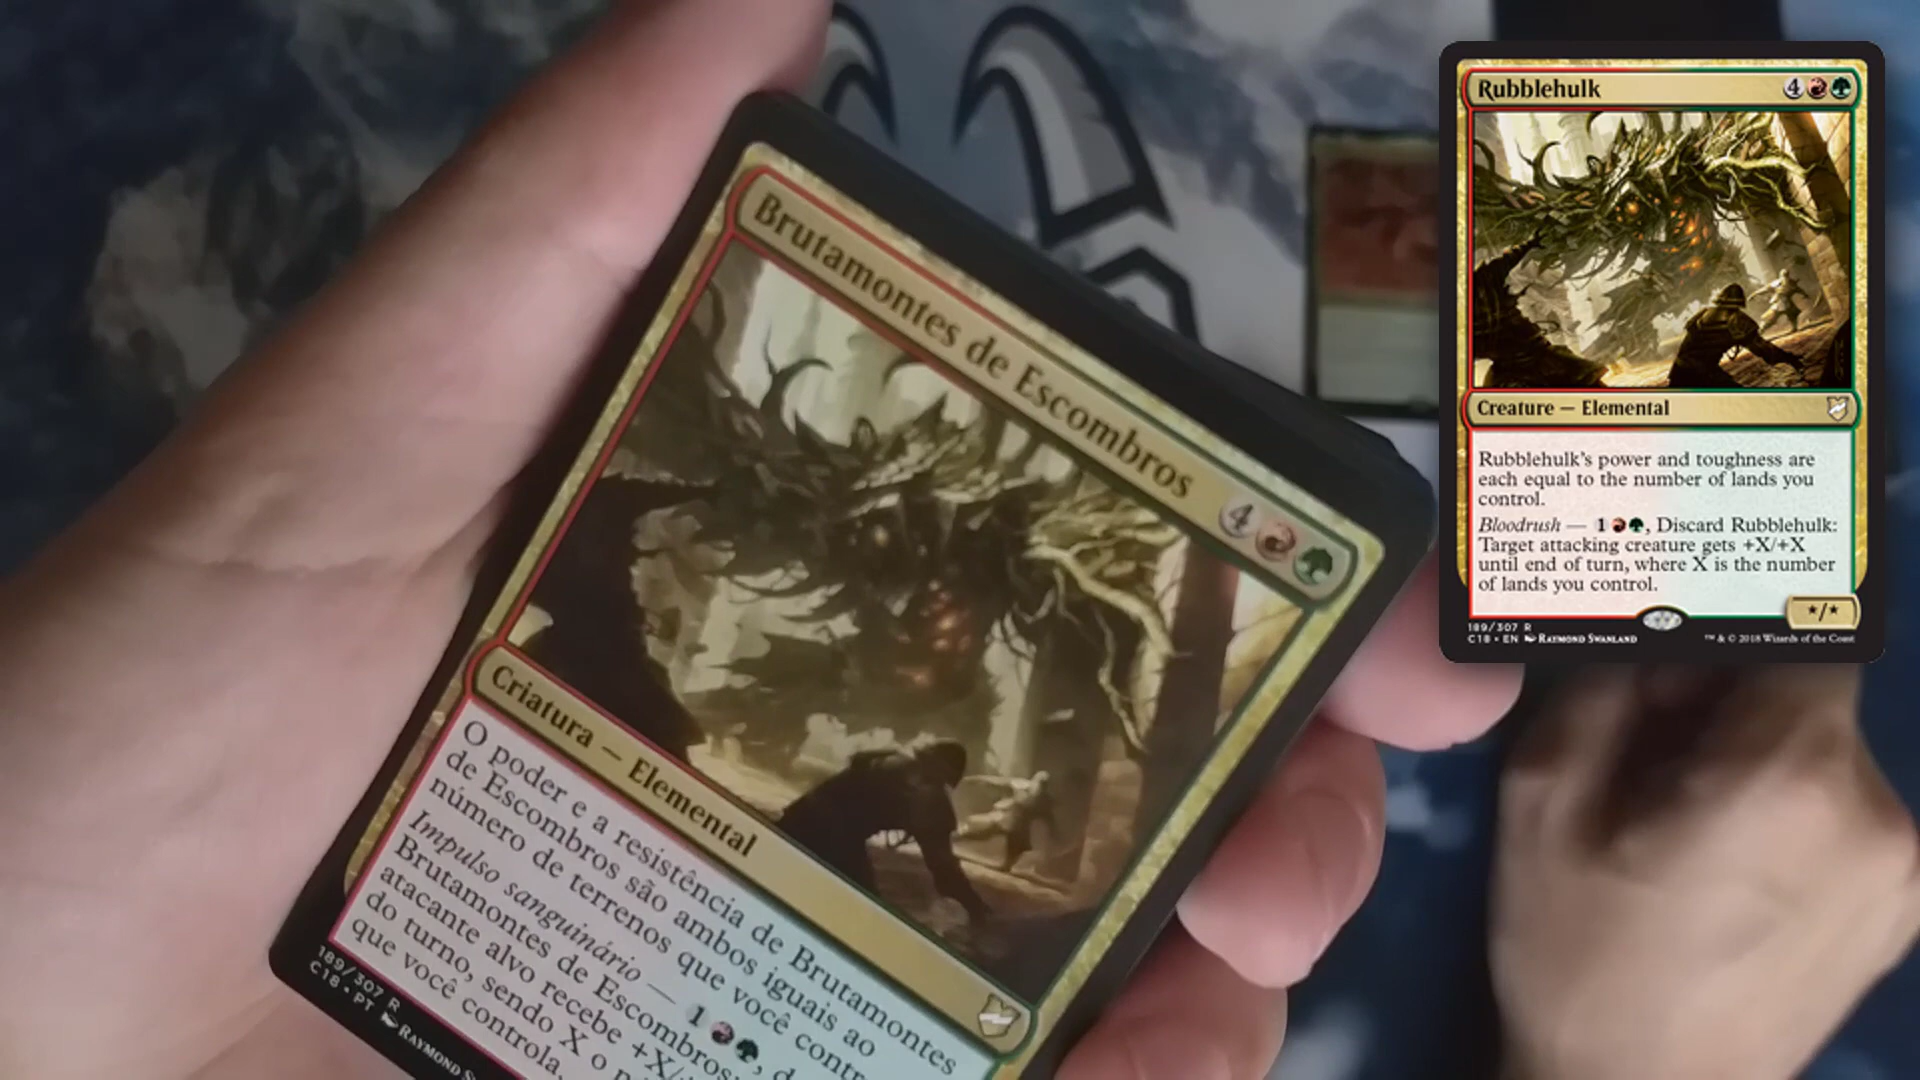 Brutamontes de Escombros
4
Criatura — Elemental
O poder e a resistência de Brutamontes
de Escombros são ambos iguais ao
número de terrenos que você contr
Impulso sanguinário — 1
Brutamontes de Escombros:
atacante alvo recebe +X/
do turno, sendo X o
que você controla.
189/307 R
C18 • PT RAYMOND
Rubblehulk
4
Creature — Elemental
Rubblehulk's power and toughness are
each equal to the number of lands you
control.
Bloodrush — 1, Discard Rubblehulk:
Target attacking creature gets +X/+X
until end of turn, where X is the number
of lands you control.
*/*
189/307 R
C18 • EN RAYMOND SWANLAND
™ & © 2018 Wizards of the Coast